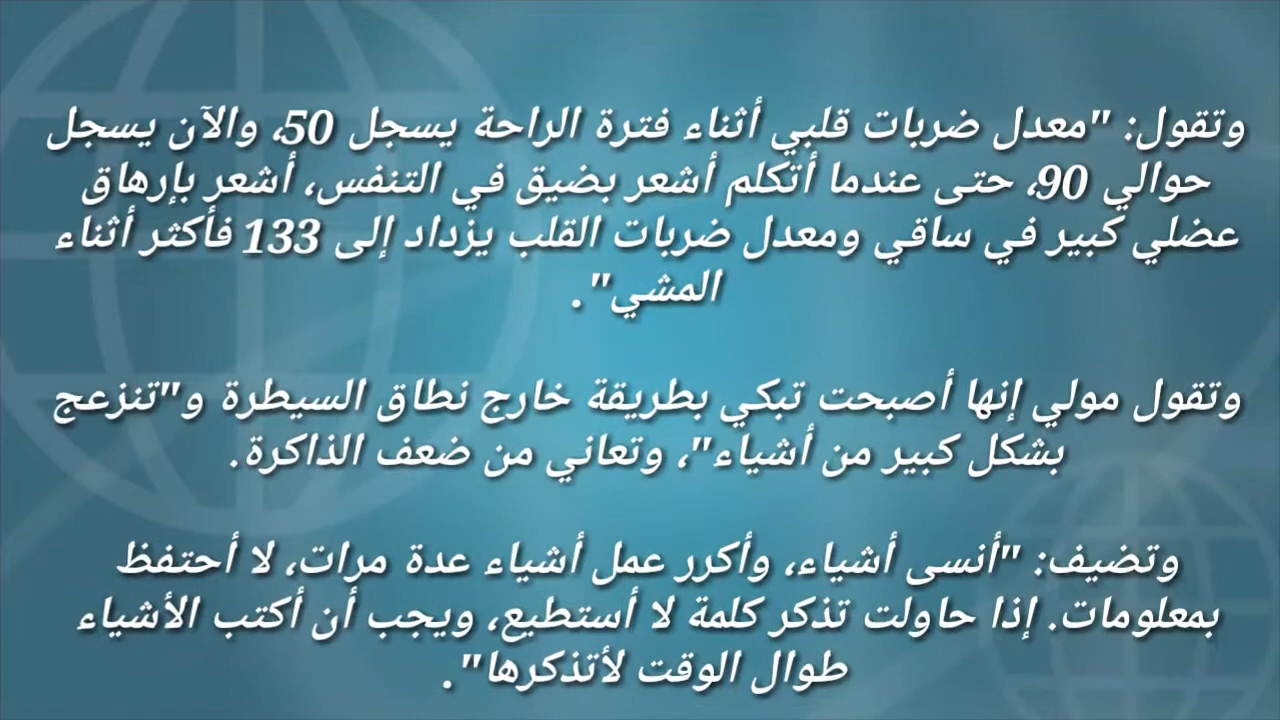 وتقول: "معدل ضربات قلبي أثناء فترة الراحة يسجل 50، والآن يسجل
حوالي 90، حتى عندما أتكلم أشعر بضيق في التنفس، أشعر بإرهاق
عضلي كبير في ساقي ومعدل ضربات القلب يزداد إلى 133 فأكثر أثناء
المشي".
وتقول مولي إنها أصبحت تبكي بطريقة خارج نطاق السيطرة و"تنزعج
بشكل كبير من أشياء"، وتعاني من ضعف الذاكرة.
وتضيف: "أنسى أشياء، وأكرر عمل أشياء عدة مرات، لا أحتفظ
بمعلومات. إذا حاولت تذكر كلمة لا أستطيع، ويجب أن أكتب الأشياء
طوال الوقت لأتذكرها".